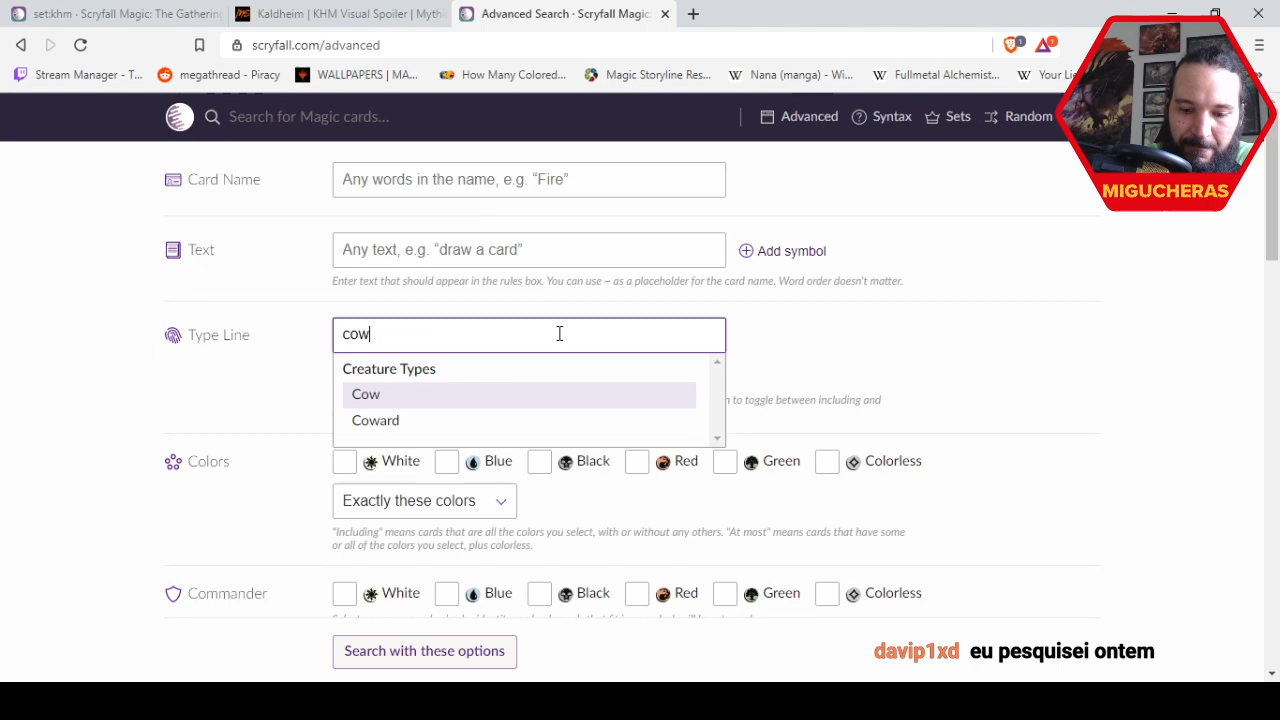 set:khm · Scryfall Magic: The Gathering
Kaldheim | KHM Visual Spoiler | Mythi
Advanced Search · Scryfall Magic:
scryfall.com/advanced
1
1
Stream Manager - T...
megathread - Piracy
WALLPAPERS | MA...
How Many Colored...
Magic Storyline Res...
Nana (manga) - Wi...
Fullmetal Alchemist...
Your Lie
Search for Magic cards...
Advanced
Syntax
Sets
Random
MIGUCHERAS
Card Name
Any words in the name, e.g. “Fire”
Text
Any text, e.g. “draw a card”
Add symbol
Enter text that should appear in the rules box. You can use ~ as a placeholder for the card name. Word order doesn't matter.
Type Line
cow
Creature Types
Cow
to toggle between including and
Coward
Colors
White
Blue
Black
Red
Green
Colorless
Exactly these colors
"Including" means cards that are all the colors you select, with or without any others. "At most" means cards that have some
or all of the colors you select, plus colorless.
Commander
White
Blue
Black
Red
Green
Colorless
Search with these options
davip1xd eu pesquisei ontem